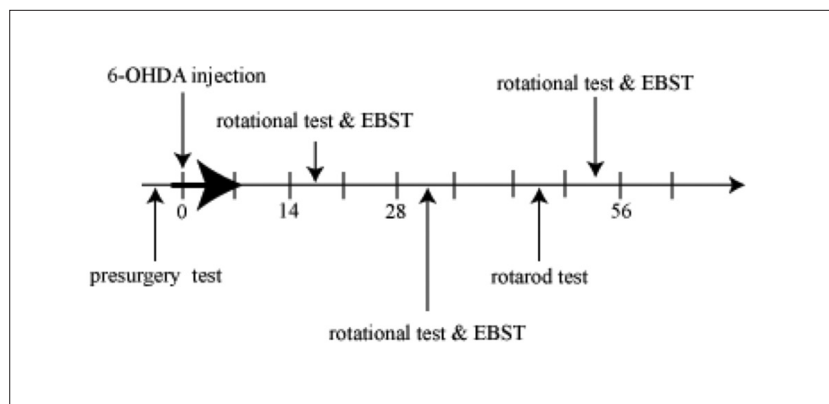 6-OHDA injection
rotational test & EBST
rotational test & EBST
0
14
28
56
presurgery test
rotarod test
rotational test & EBST